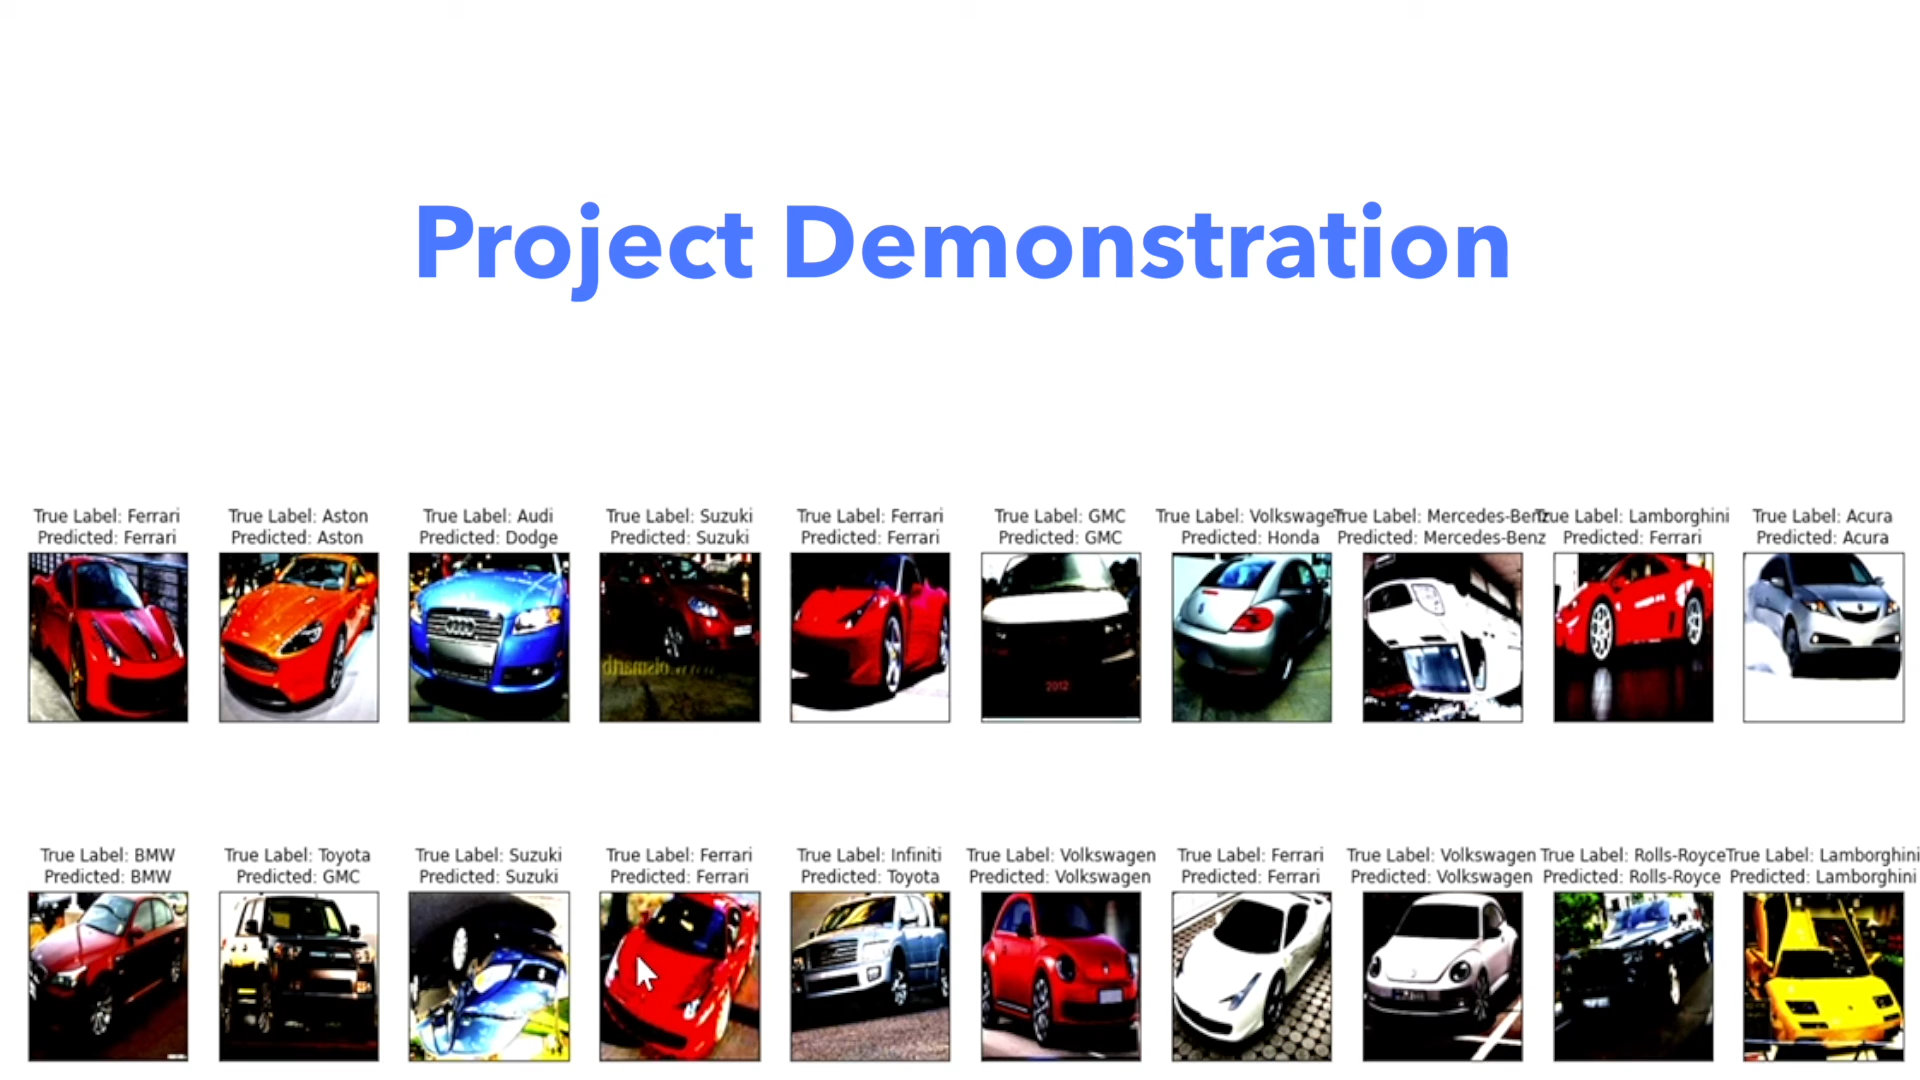 Project Demonstration
True Label: Ferrari
Predicted: Ferrari
True Label: Aston
Predicted: Aston
True Label: Audi
Predicted: Dodge
True Label: Suzuki
Predicted: Suzuki
True Label: Ferrari
Predicted: Ferrari
True Label: GMC
Predicted: GMC
True Label: Volkswagen
Predicted: Honda
True Label: Mercedes-Benz
Predicted: Mercedes-Benz
True Label: Lamborghini
Predicted: Ferrari
True Label: Acura
Predicted: Acura
2012
True Label: BMW
Predicted: BMW
True Label: Toyota
Predicted: GMC
True Label: Suzuki
Predicted: Suzuki
True Label: Ferrari
Predicted: Ferrari
True Label: Infiniti
Predicted: Toyota
True Label: Volkswagen
Predicted: Volkswagen
True Label: Ferrari
Predicted: Ferrari
True Label: Volkswagen
Predicted: Volkswagen
True Label: Rolls-Royce
Predicted: Rolls-Royce
True Label: Lamborghini
Predicted: Lamborghini